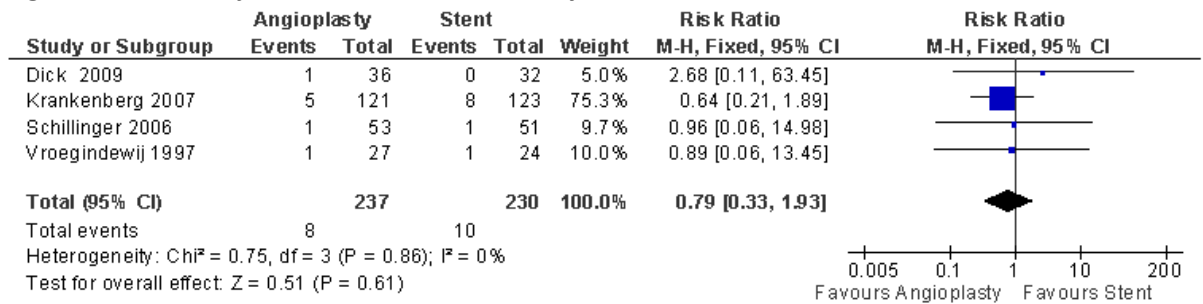 Angioplasty Stent Risk Ratio Risk Ratio
Study or Subgroup Events Total Events Total Weight M-H, Fixed, 95% CI M-H, Fixed, 95% CI
Dick 2009 1 36 0 32 5.0% 2.68 [0.11, 63.45]
Krankenberg 2007 5 121 8 123 75.3% 0.64 [0.21, 1.89]
Schillinger 2006 1 53 1 51 9.7% 0.96 [0.06, 14.98]
Vroegindewij 1997 1 27 1 24 10.0% 0.89 [0.06, 13.45]
Total (95% CI) 237 230 100.0% 0.79 [0.33, 1.93]
Total events 8 10
Heterogeneity: Chi² = 0.75, df = 3 (P = 0.86); I² = 0%
Test for overall effect: Z = 0.51 (P = 0.61)
0.005 0.1 1 10 200
Favours Angioplasty Favours Stent